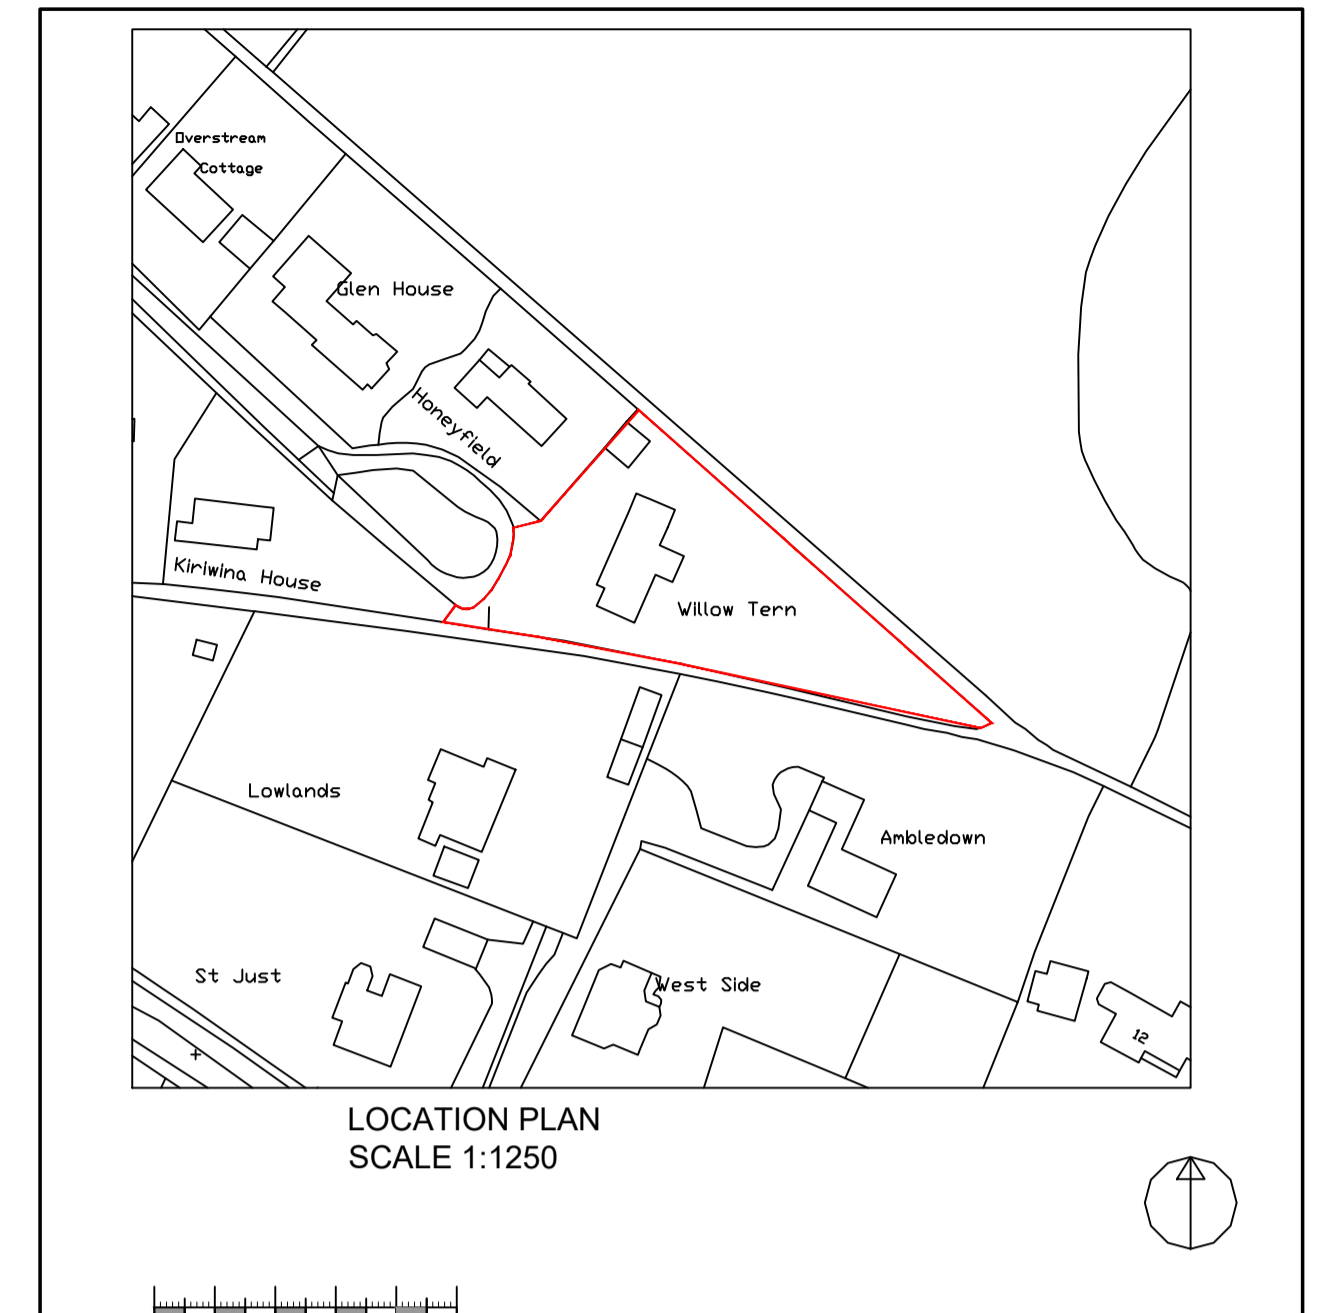 Overstream
Cottage
Glen House
Honeyfield
Kiriwina House
Willow Tern
Lowlands
Ambledown
St Just
West Side
12
LOCATION PLAN
SCALE 1:1250